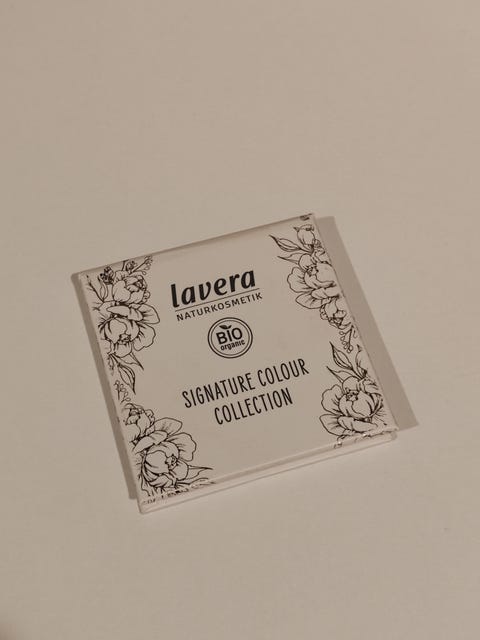 lavera
NATURKOSMETIK
BIO
organic
SIGNATURE COLOUR
COLLECTION